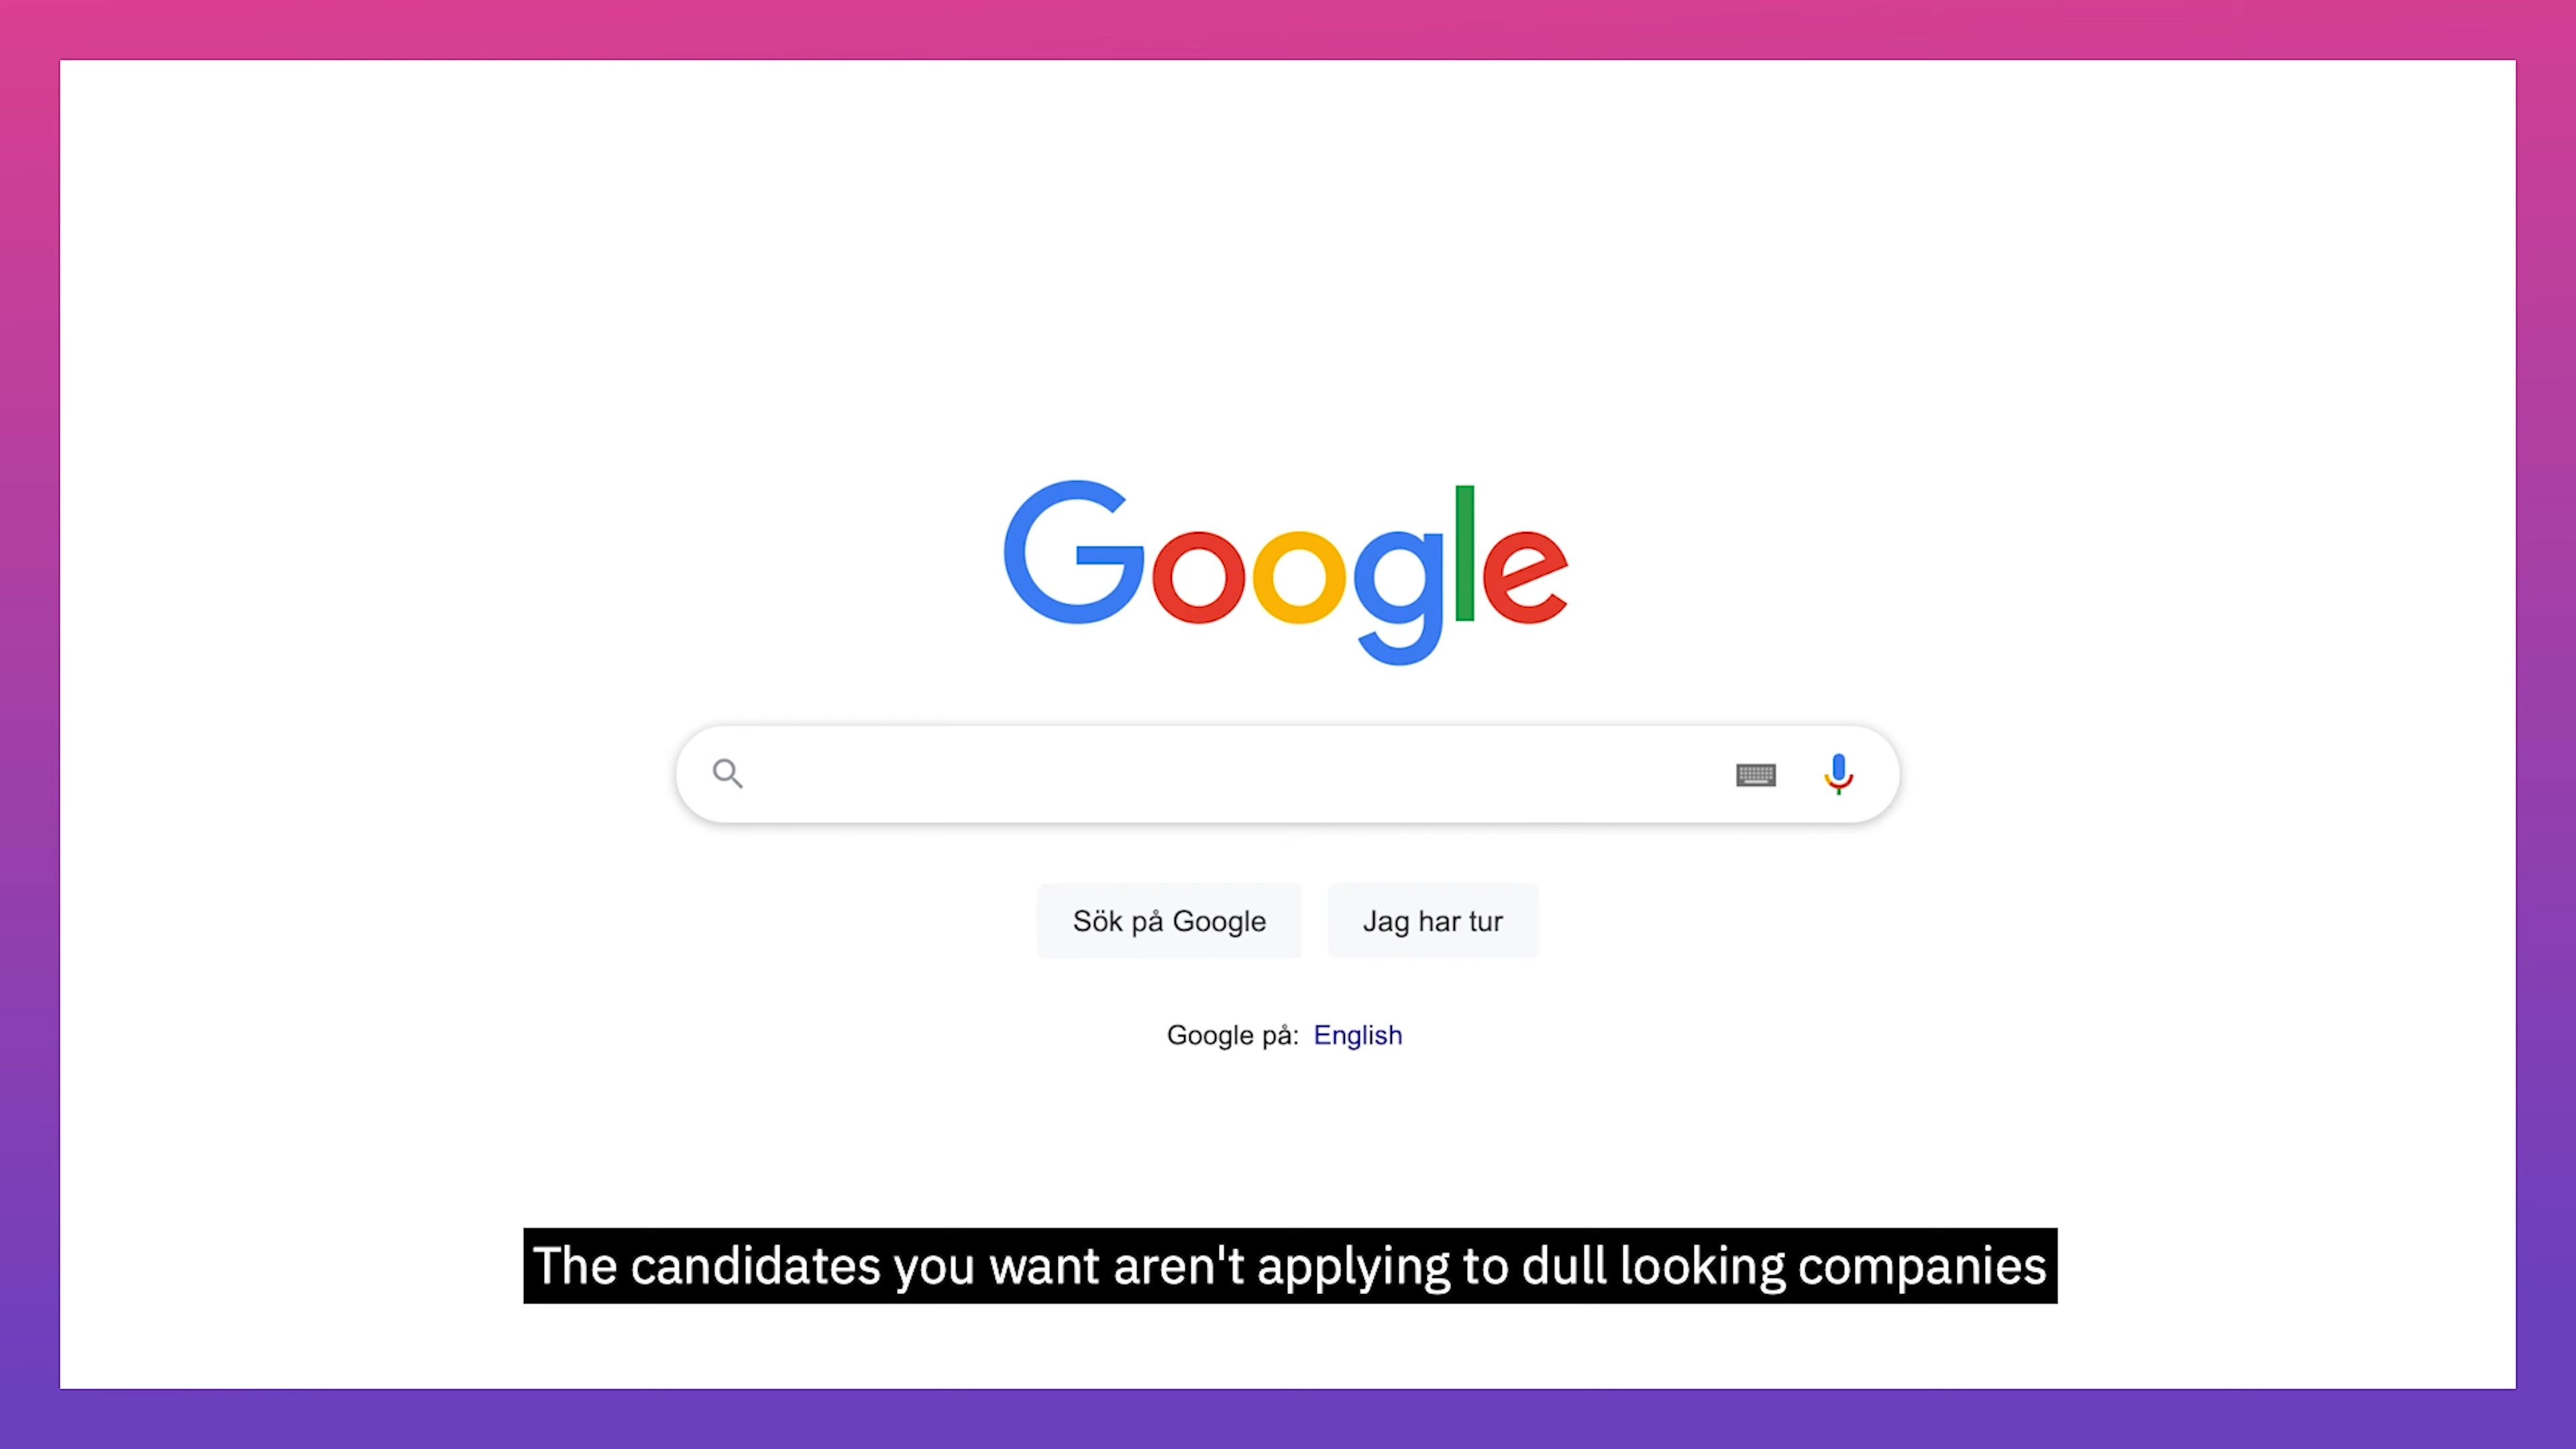 Google
Sök på Google
Jag har tur
Google på: English
The candidates you want aren't applying to dull looking companies